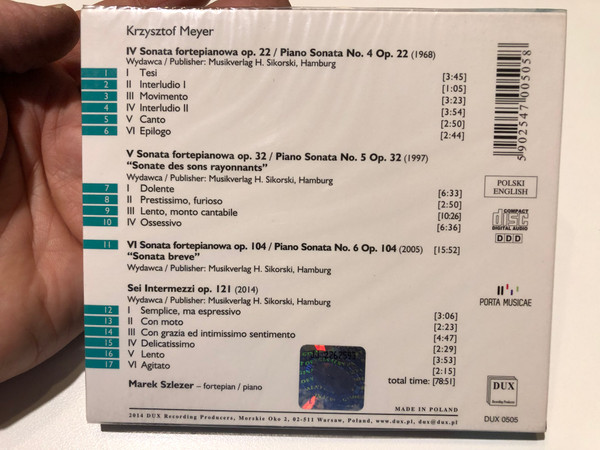 Krzysztof Meyer
IV Sonata fortepianowa op. 22 / Piano Sonata No. 4 Op. 22 (1968)
Wydawca / Publisher: Musikverlag H. Sikorski, Hamburg
1 I Tesi [3:45]
2 II Interludio I [1:05]
3 III Movimento [3:23]
4 IV Interludio II [3:54]
5 V Canto [2:50]
6 VI Epilogo [2:44]
V Sonata fortepianowa op. 32 / Piano Sonata No. 5 Op. 32 (1997)
"Sonate des sons rayonnants"
Wydawca / Publisher: Musikverlag H. Sikorski, Hamburg
7 I Dolente [6:33]
8 II Prestissimo, furioso [2:50]
9 III Lento, monto cantabile [10:26]
10 IV Ossessivo [6:36]
11 VI Sonata fortepianowa op. 104 / Piano Sonata No. 6 Op. 104 (2005) [15:52]
"Sonata breve"
Wydawca / Publisher: Musikverlag H. Sikorski, Hamburg
Sei Intermezzi op. 121 (2014)
Wydawca / Publisher: Musikverlag H. Sikorski, Hamburg
12 I Semplice, ma espressivo [3:06]
13 II Con moto [2:23]
14 III Con grazia ed intimissimo sentimento [4:47]
15 IV Delicatissimo [2:29]
16 V Lento [3:53]
17 VI Agitato [2:15]
total time: [78:51]
Marek Szlezer – fortepian / piano
MADE IN POLAND
2014 DUX Recording Producers, Morskie Oko 2, 02-511 Warsaw, Poland, www.dux.pl, dux@dux.pl
5 902547 005058
POLSKI
ENGLISH
COMPACT
disc
DIGITAL AUDIO
DDD
PORTA MUSICAE
DUX
Recording Producers
DUX 0505